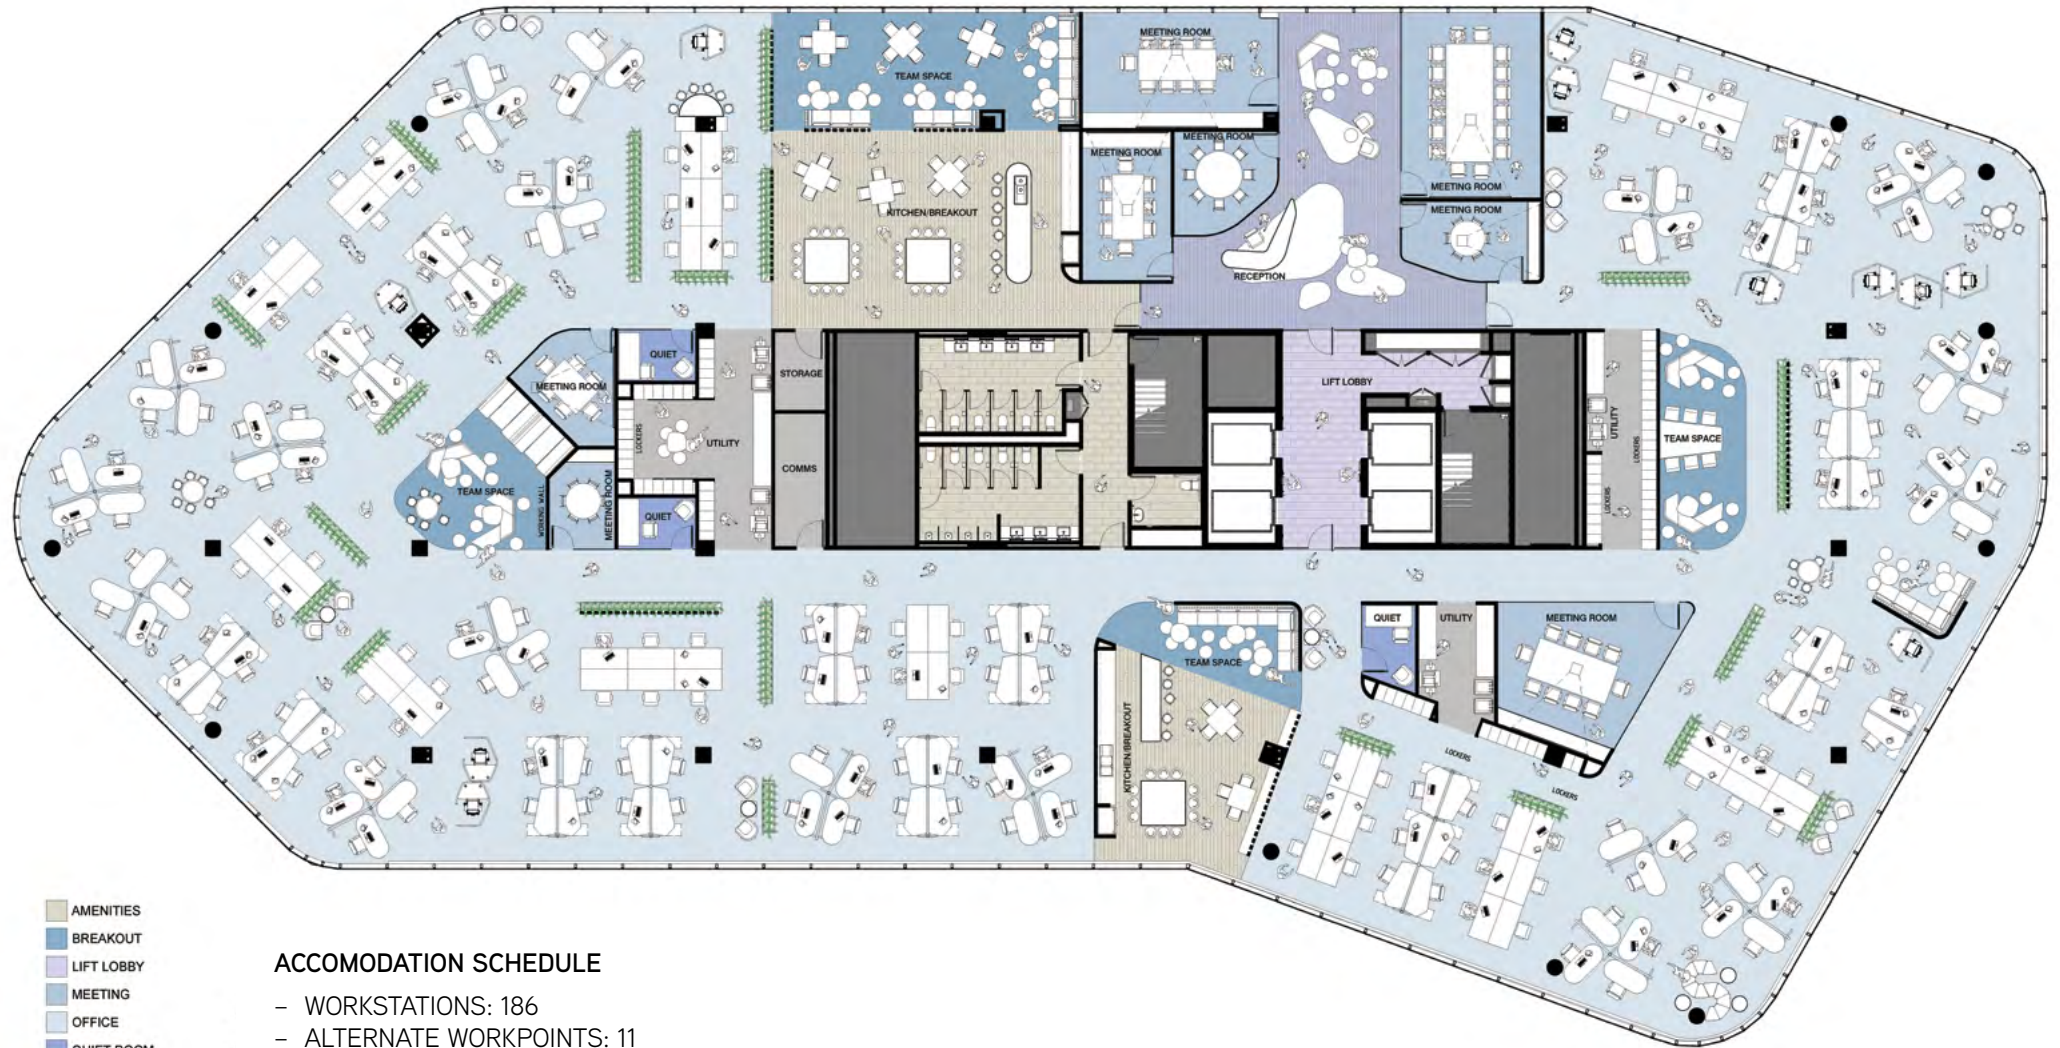 MEETING ROOM
TEAM SPACE
MEETING ROOM
MEETING ROOM
MEETING ROOM
MEETING ROOM
KITCHEN/BREAKOUT
RECEPTION
QUIET
STORAGE
MEETING ROOM
LIFT LOBBY
LOCKERS
UTILITY
COMMS
UTILITY
LOCKERS
TEAM SPACE
TEAM SPACE
WORKING WALL
MEETING ROOM
QUIET
LOCKERS
QUIET
UTILITY
MEETING ROOM
TEAM SPACE
KITCHEN/BREAKOUT
LOCKERS
LOCKERS
AMENITIES
BREAKOUT
LIFT LOBBY
MEETING
OFFICE
QUIET ROOM
ACCOMODATION SCHEDULE
– WORKSTATIONS: 186
– ALTERNATE WORKPOINTS: 11